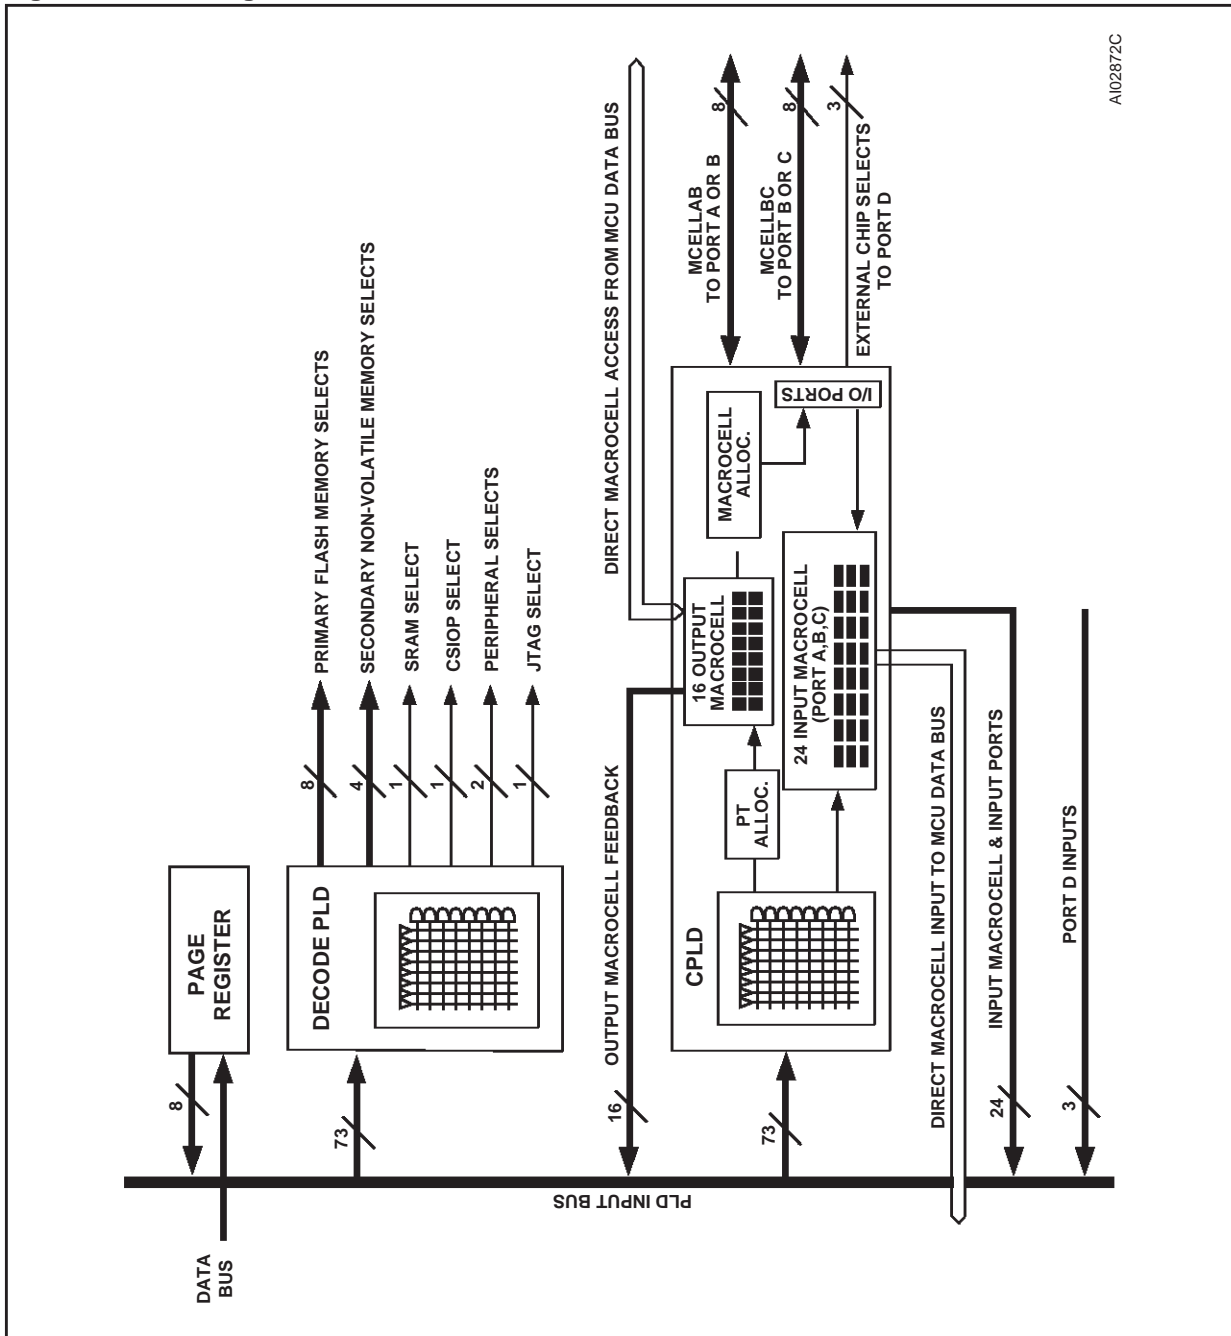 DATA
BUS
8
PAGE
REGISTER
73
DECODE PLD
8
PRIMARY FLASH MEMORY SELECTS
4
SECONDARY NON-VOLATILE MEMORY SELECTS
1
SRAM SELECT
1
CSIOP SELECT
2
PERIPHERAL SELECTS
1
JTAG SELECT
PLD INPUT BUS
16
OUTPUT MACROCELL FEEDBACK
DIRECT MACROCELL ACCESS FROM MCU DATA BUS
73
CPLD
PT
ALLOC.
16 OUTPUT
MACROCELL
MACROCELL
ALLOC.
24 INPUT MACROCELL
(PORT A,B,C)
I/O PORTS
MCELLAB
TO PORT A OR B
8
MCELLBC
TO PORT B OR C
8
EXTERNAL CHIP SELECTS
TO PORT D
3
DIRECT MACROCELL INPUT TO MCU DATA BUS
24
INPUT MACROCELL & INPUT PORTS
3
PORT D INPUTS
AI02872C